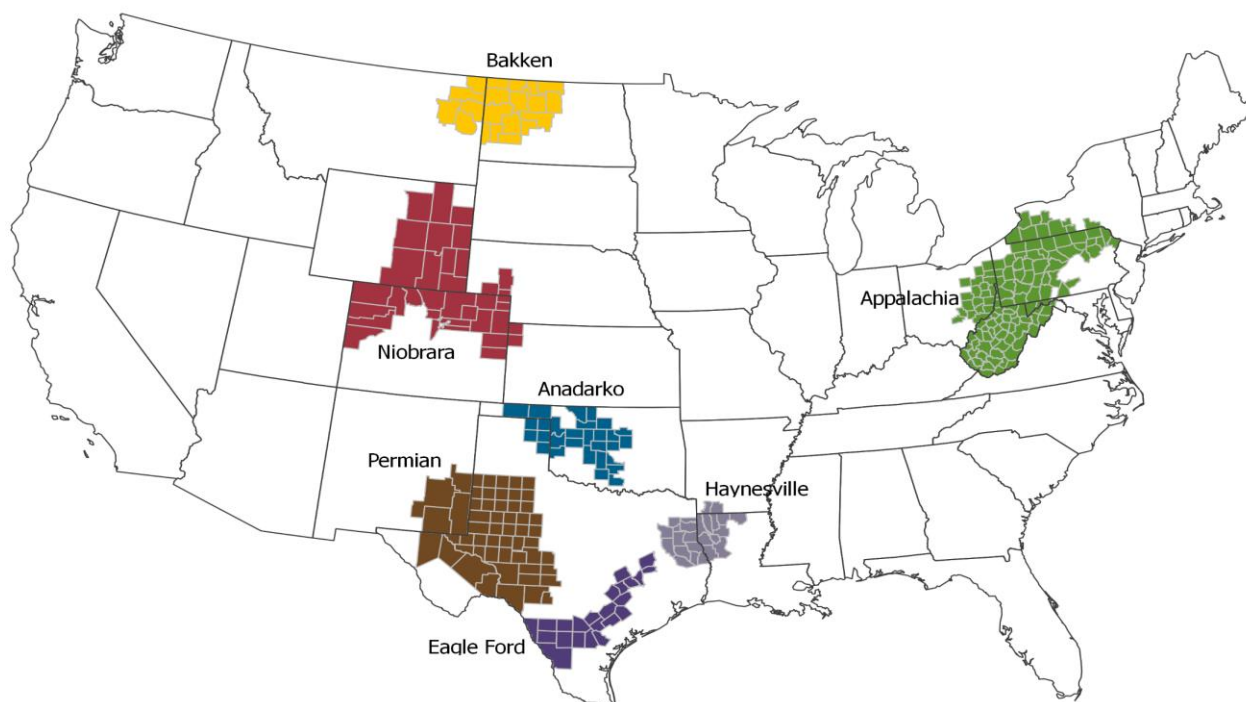 Bakken
Appalachia
Niobrara
Anadarko
Permian
Haynesville
Eagle Ford